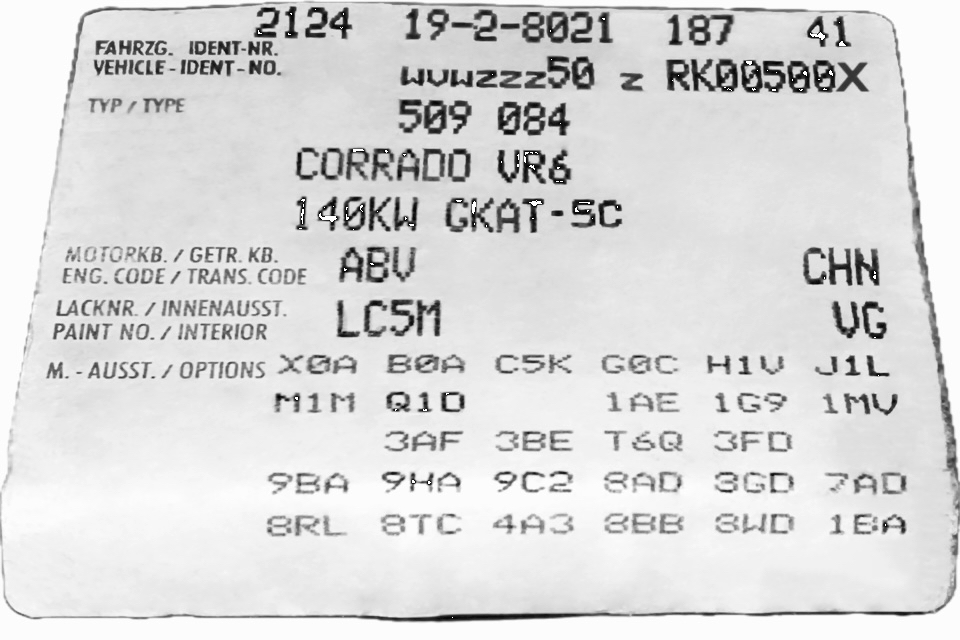 2124 19-2-8021 187 41
FAHRZG. IDENT-NR.
VEHICLE-IDENT-NO. WVWZZZ50 Z RK00500X
TYP / TYPE 509 084
CORRADO VR6
140KW GKAT-5C
MOTORKB. / GETR. KB.
ENG. CODE / TRANS. CODE ABV CHN
LACKNR. / INNENAUSST.
PAINT NO. / INTERIOR LC5M VG
M. - AUSST. / OPTIONS X0A B0A C5K G0C H1V J1L
M1M Q1D 1AE 1G9 1MV
3AF 3BE T6Q 3FD
9BA 9HA 9C2 8AD 3GD 7AD
8RL 8TC 4A3 8BB 8WD 1BA